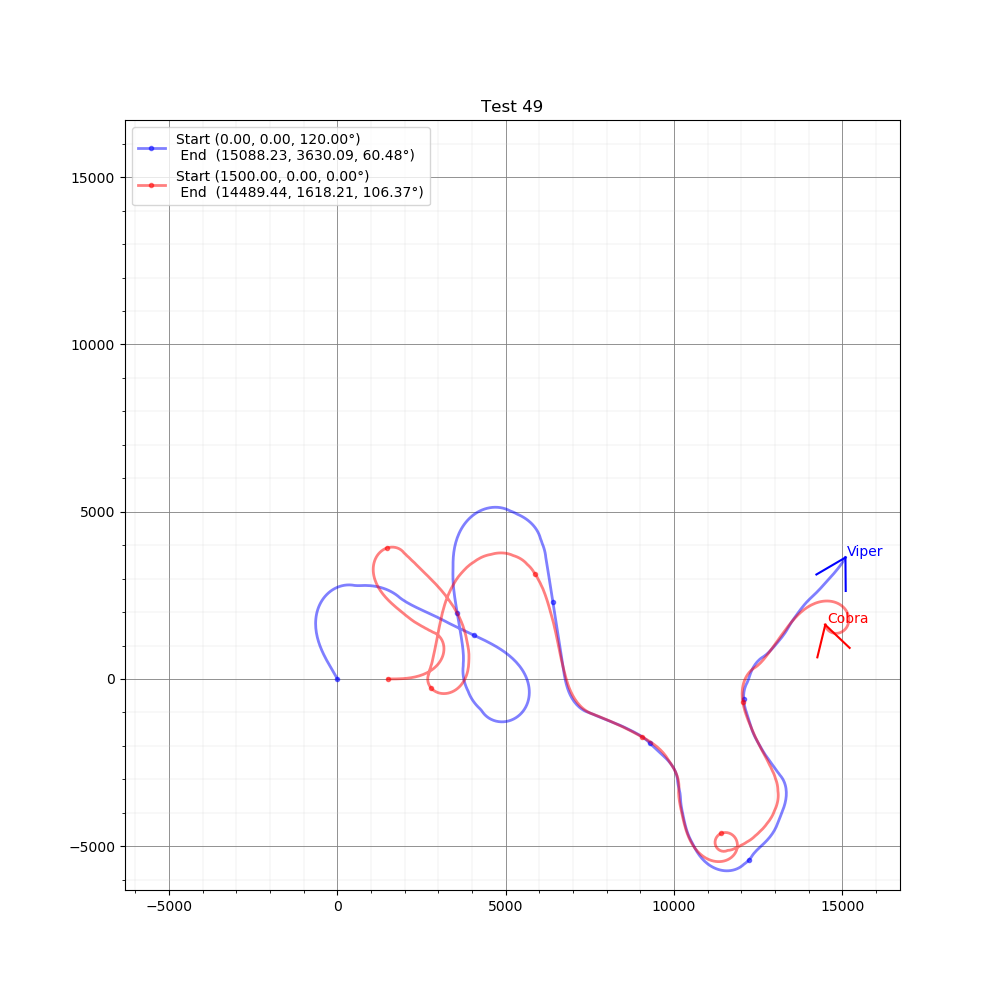 Test 49
Start (0.00, 0.00, 120.00°)
End (15088.23, 3630.09, 60.48°)
Start (1500.00, 0.00, 0.00°)
End (14489.44, 1618.21, 106.37°)
15000
10000
5000
0
−5000
Viper
Cobra
−5000
0
5000
10000
15000